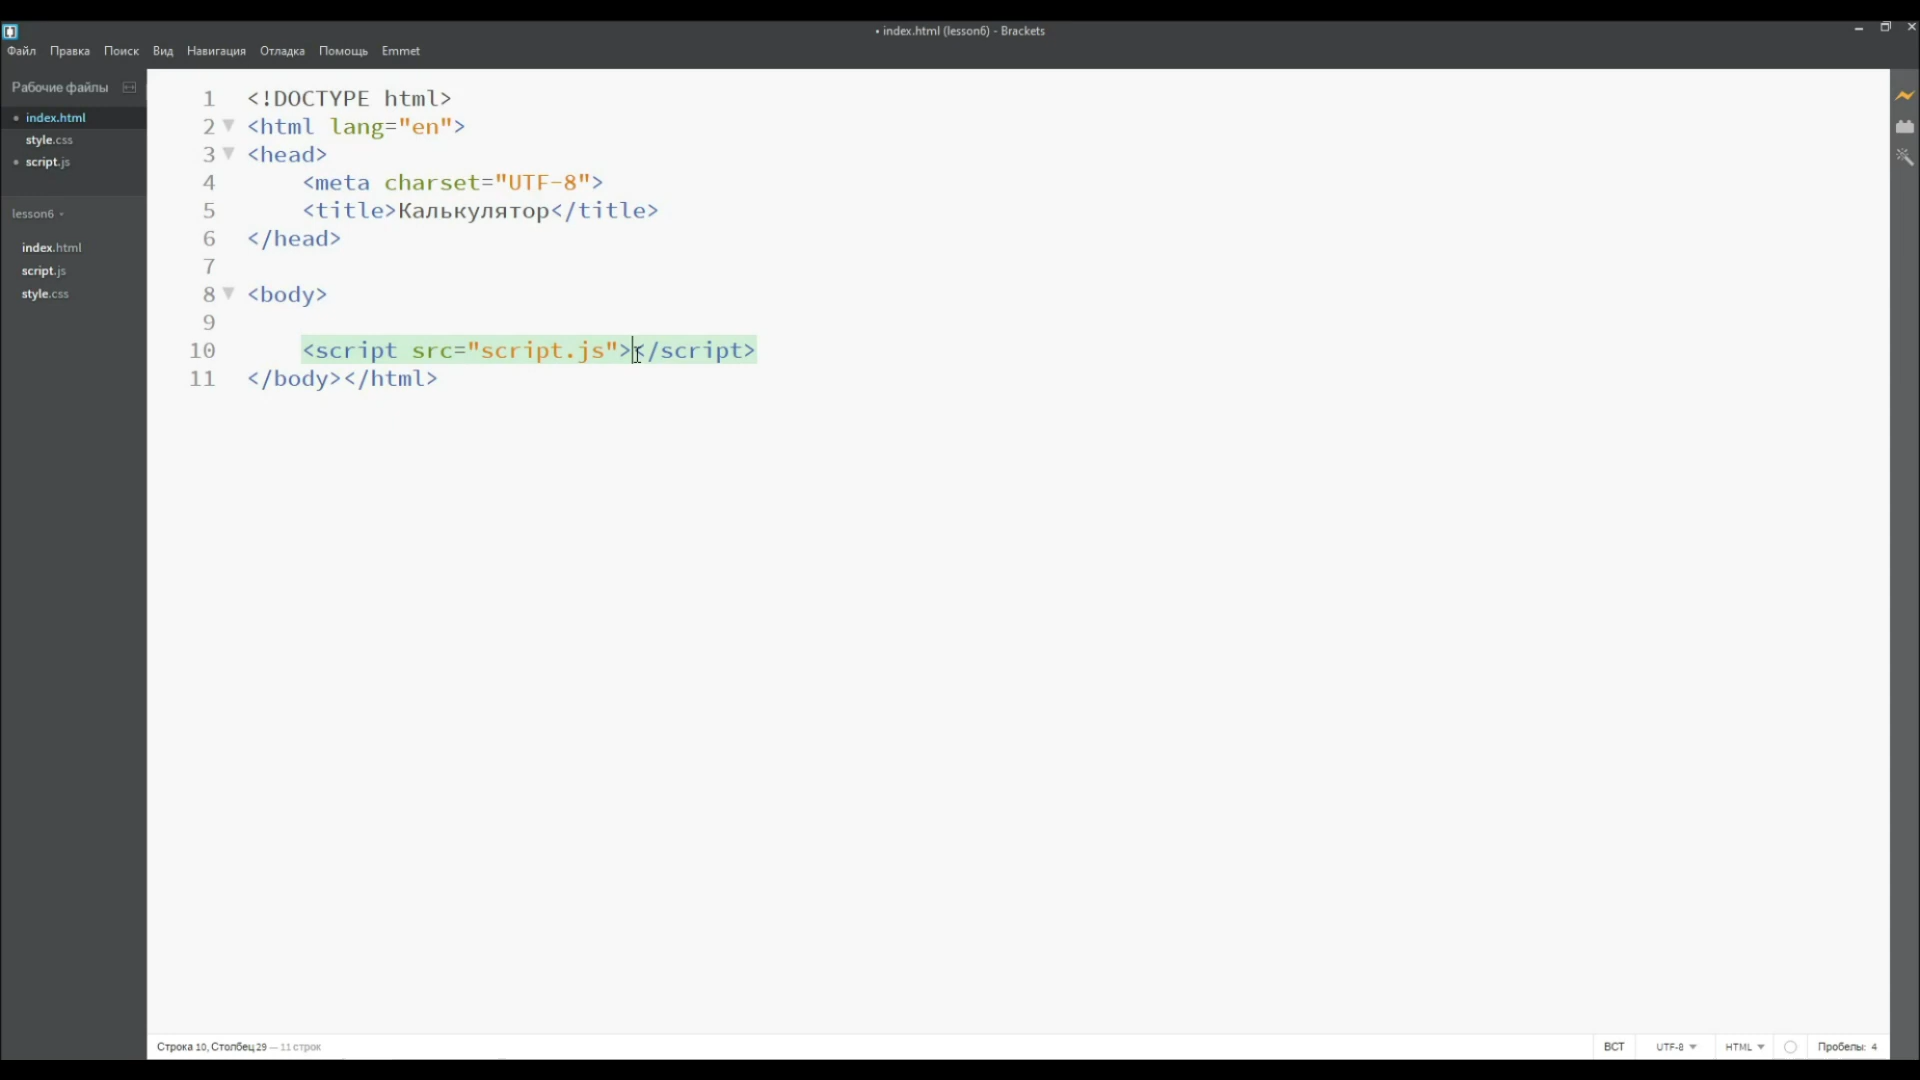 • index.html (lesson6) - Brackets
Файл Правка Поиск Вид Навигация Отладка Помощь Emmet
Рабочие файлы
• index.html
style.css
• script.js
lesson6
index.html
script.js
style.css
1 <!DOCTYPE html>
2 <html lang="en">
3 <head>
4 <meta charset="UTF-8">
5 <title>Калькулятор</title>
6 </head>
7
8 <body>
9
10 <script src="script.js"></script>
11 </body></html>
Строка 10, Столбец 29 — 11 строк
ВСТ UTF-8 HTML Пробелы: 4